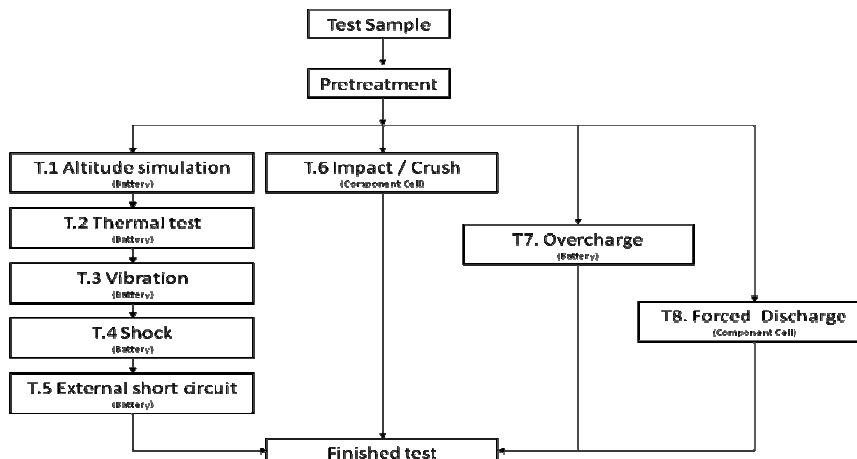 Test Sample
Pretreatment
T.1 Altitude simulation
(Battery)
T.2 Thermal test
(Battery)
T.3 Vibration
(Battery)
T.4 Shock
(Battery)
T.5 External short circuit
(Battery)
T.6 Impact / Crush
(Component Cell)
T7. Overcharge
(Battery)
T8. Forced Discharge
(Component Cell)
Finished test